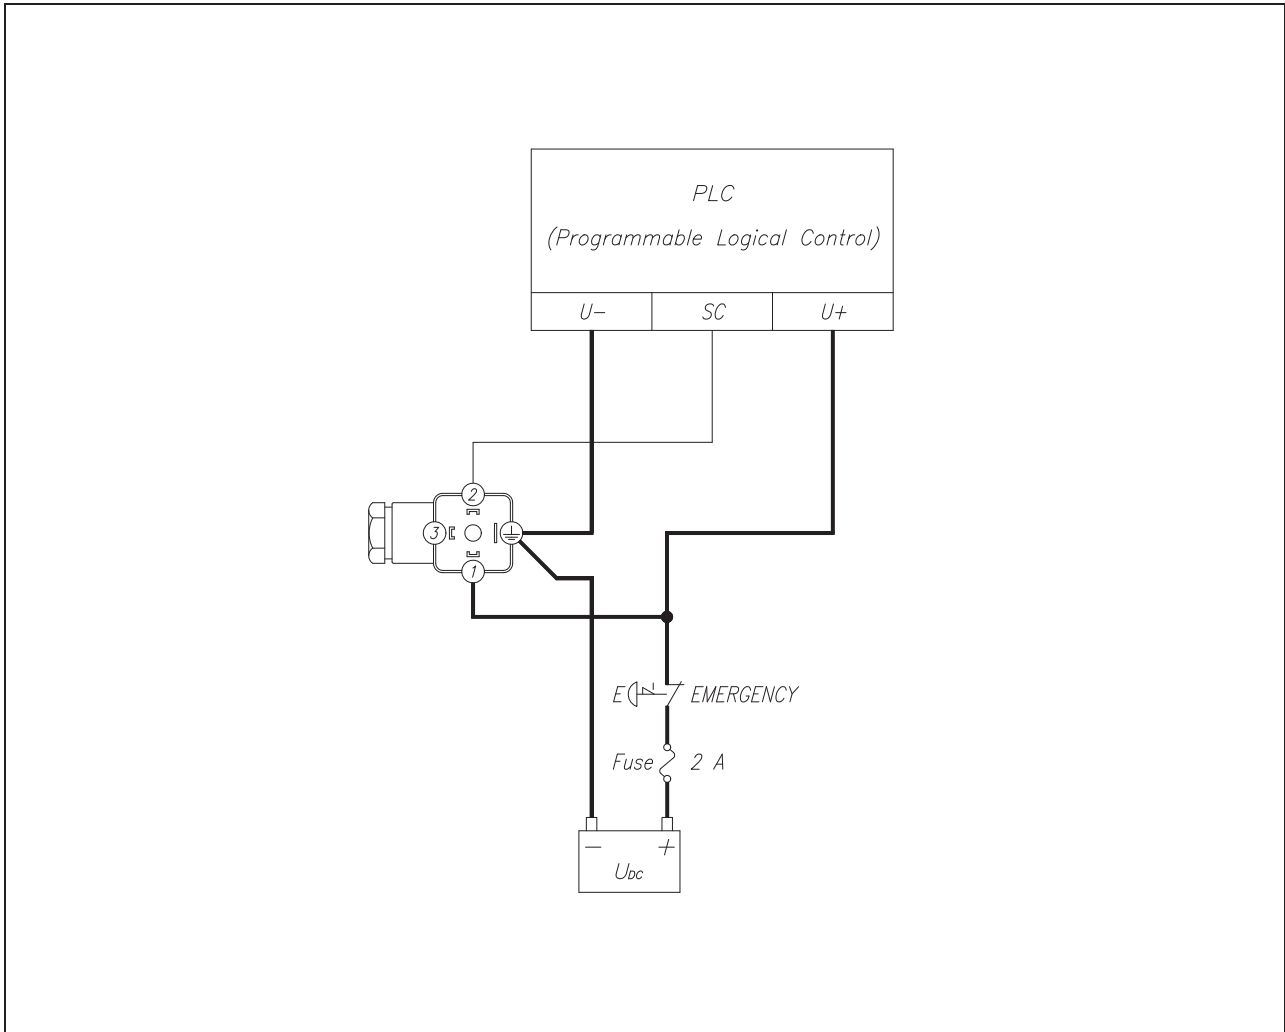 PLC
(Programmable Logical Control)
U- SC U+
2
3
1
E EMERGENCY
Fuse 2 A
- +
UDC